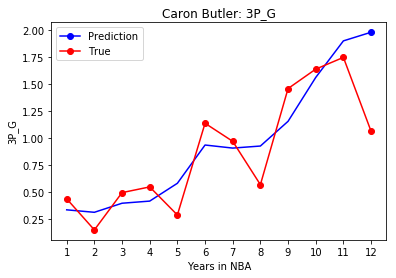 Caron Butler: 3P_G
Prediction
True
2.00
1.75
1.50
1.25
1.00
0.75
0.50
0.25
3P_G
1 2 3 4 5 6 7 8 9 10 11 12
Years in NBA